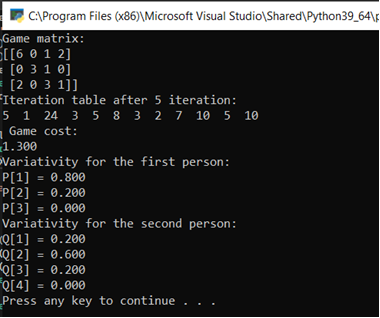 C:\Program Files (x86)\Microsoft Visual Studio\Shared\Python39_64\p
Game matrix:
[[6 0 1 2]
[0 3 1 0]
[2 0 3 1]]
Iteration table after 5 iteration:
5 1 24 3 5 8 3 2 7 10 5 10
Game cost:
1.300
Variativity for the first person:
P[1] = 0.800
P[2] = 0.200
P[3] = 0.000
Variativity for the second person:
Q[1] = 0.200
Q[2] = 0.600
Q[3] = 0.200
Q[4] = 0.000
Press any key to continue . . .